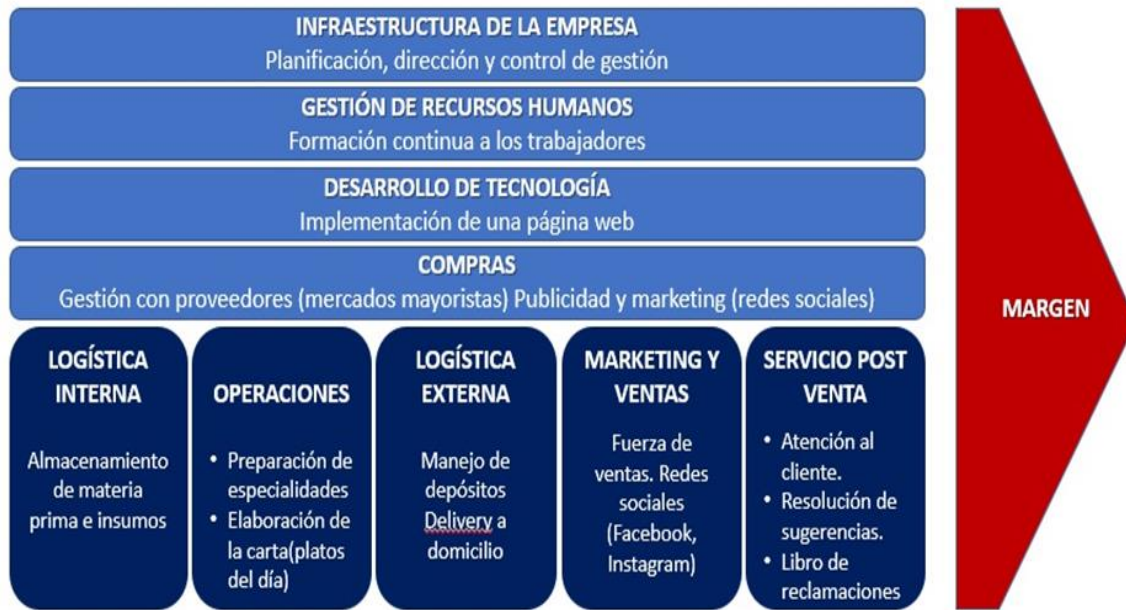 INFRAESTRUCTURA DE LA EMPRESA
Planificación, dirección y control de gestión
GESTIÓN DE RECURSOS HUMANOS
Formación continua a los trabajadores
DESARROLLO DE TECNOLOGÍA
Implementación de una página web
COMPRAS
Gestión con proveedores (mercados mayoristas) Publicidad y marketing (redes sociales)
LOGÍSTICA
INTERNA
Almacenamiento
de materia
prima e insumos
OPERACIONES
• Preparación de
especialidades
• Elaboración de
la carta(platos
del día)
LOGÍSTICA
EXTERNA
Manejo de
depósitos
Delivery a
domicilio
MARKETING Y
VENTAS
Fuerza de
ventas. Redes
sociales
(Facebook,
Instagram)
SERVICIO POST
VENTA
• Atención al
cliente.
• Resolución de
sugerencias.
• Libro de
reclamaciones
MARGEN